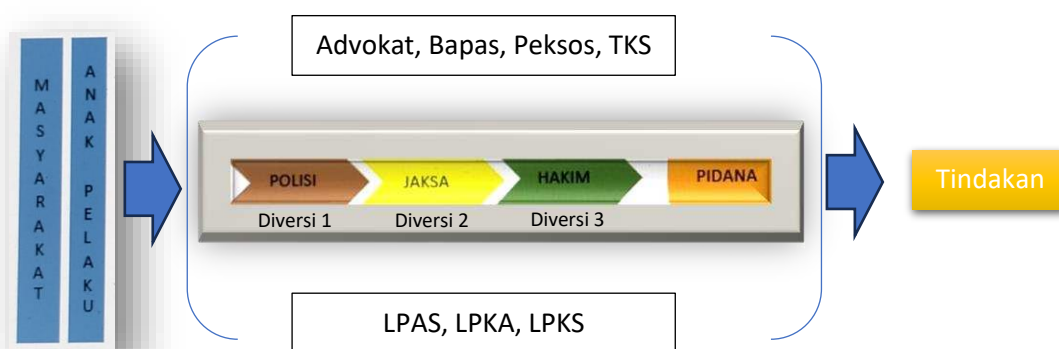 MASYARAKAT
ANAK PELAKU
Advokat, Bapas, Peksos, TKS
POLISI
JAKSA
HAKIM
PIDANA
Diversi 1
Diversi 2
Diversi 3
LPAS, LPKA, LPKS
Tindakan